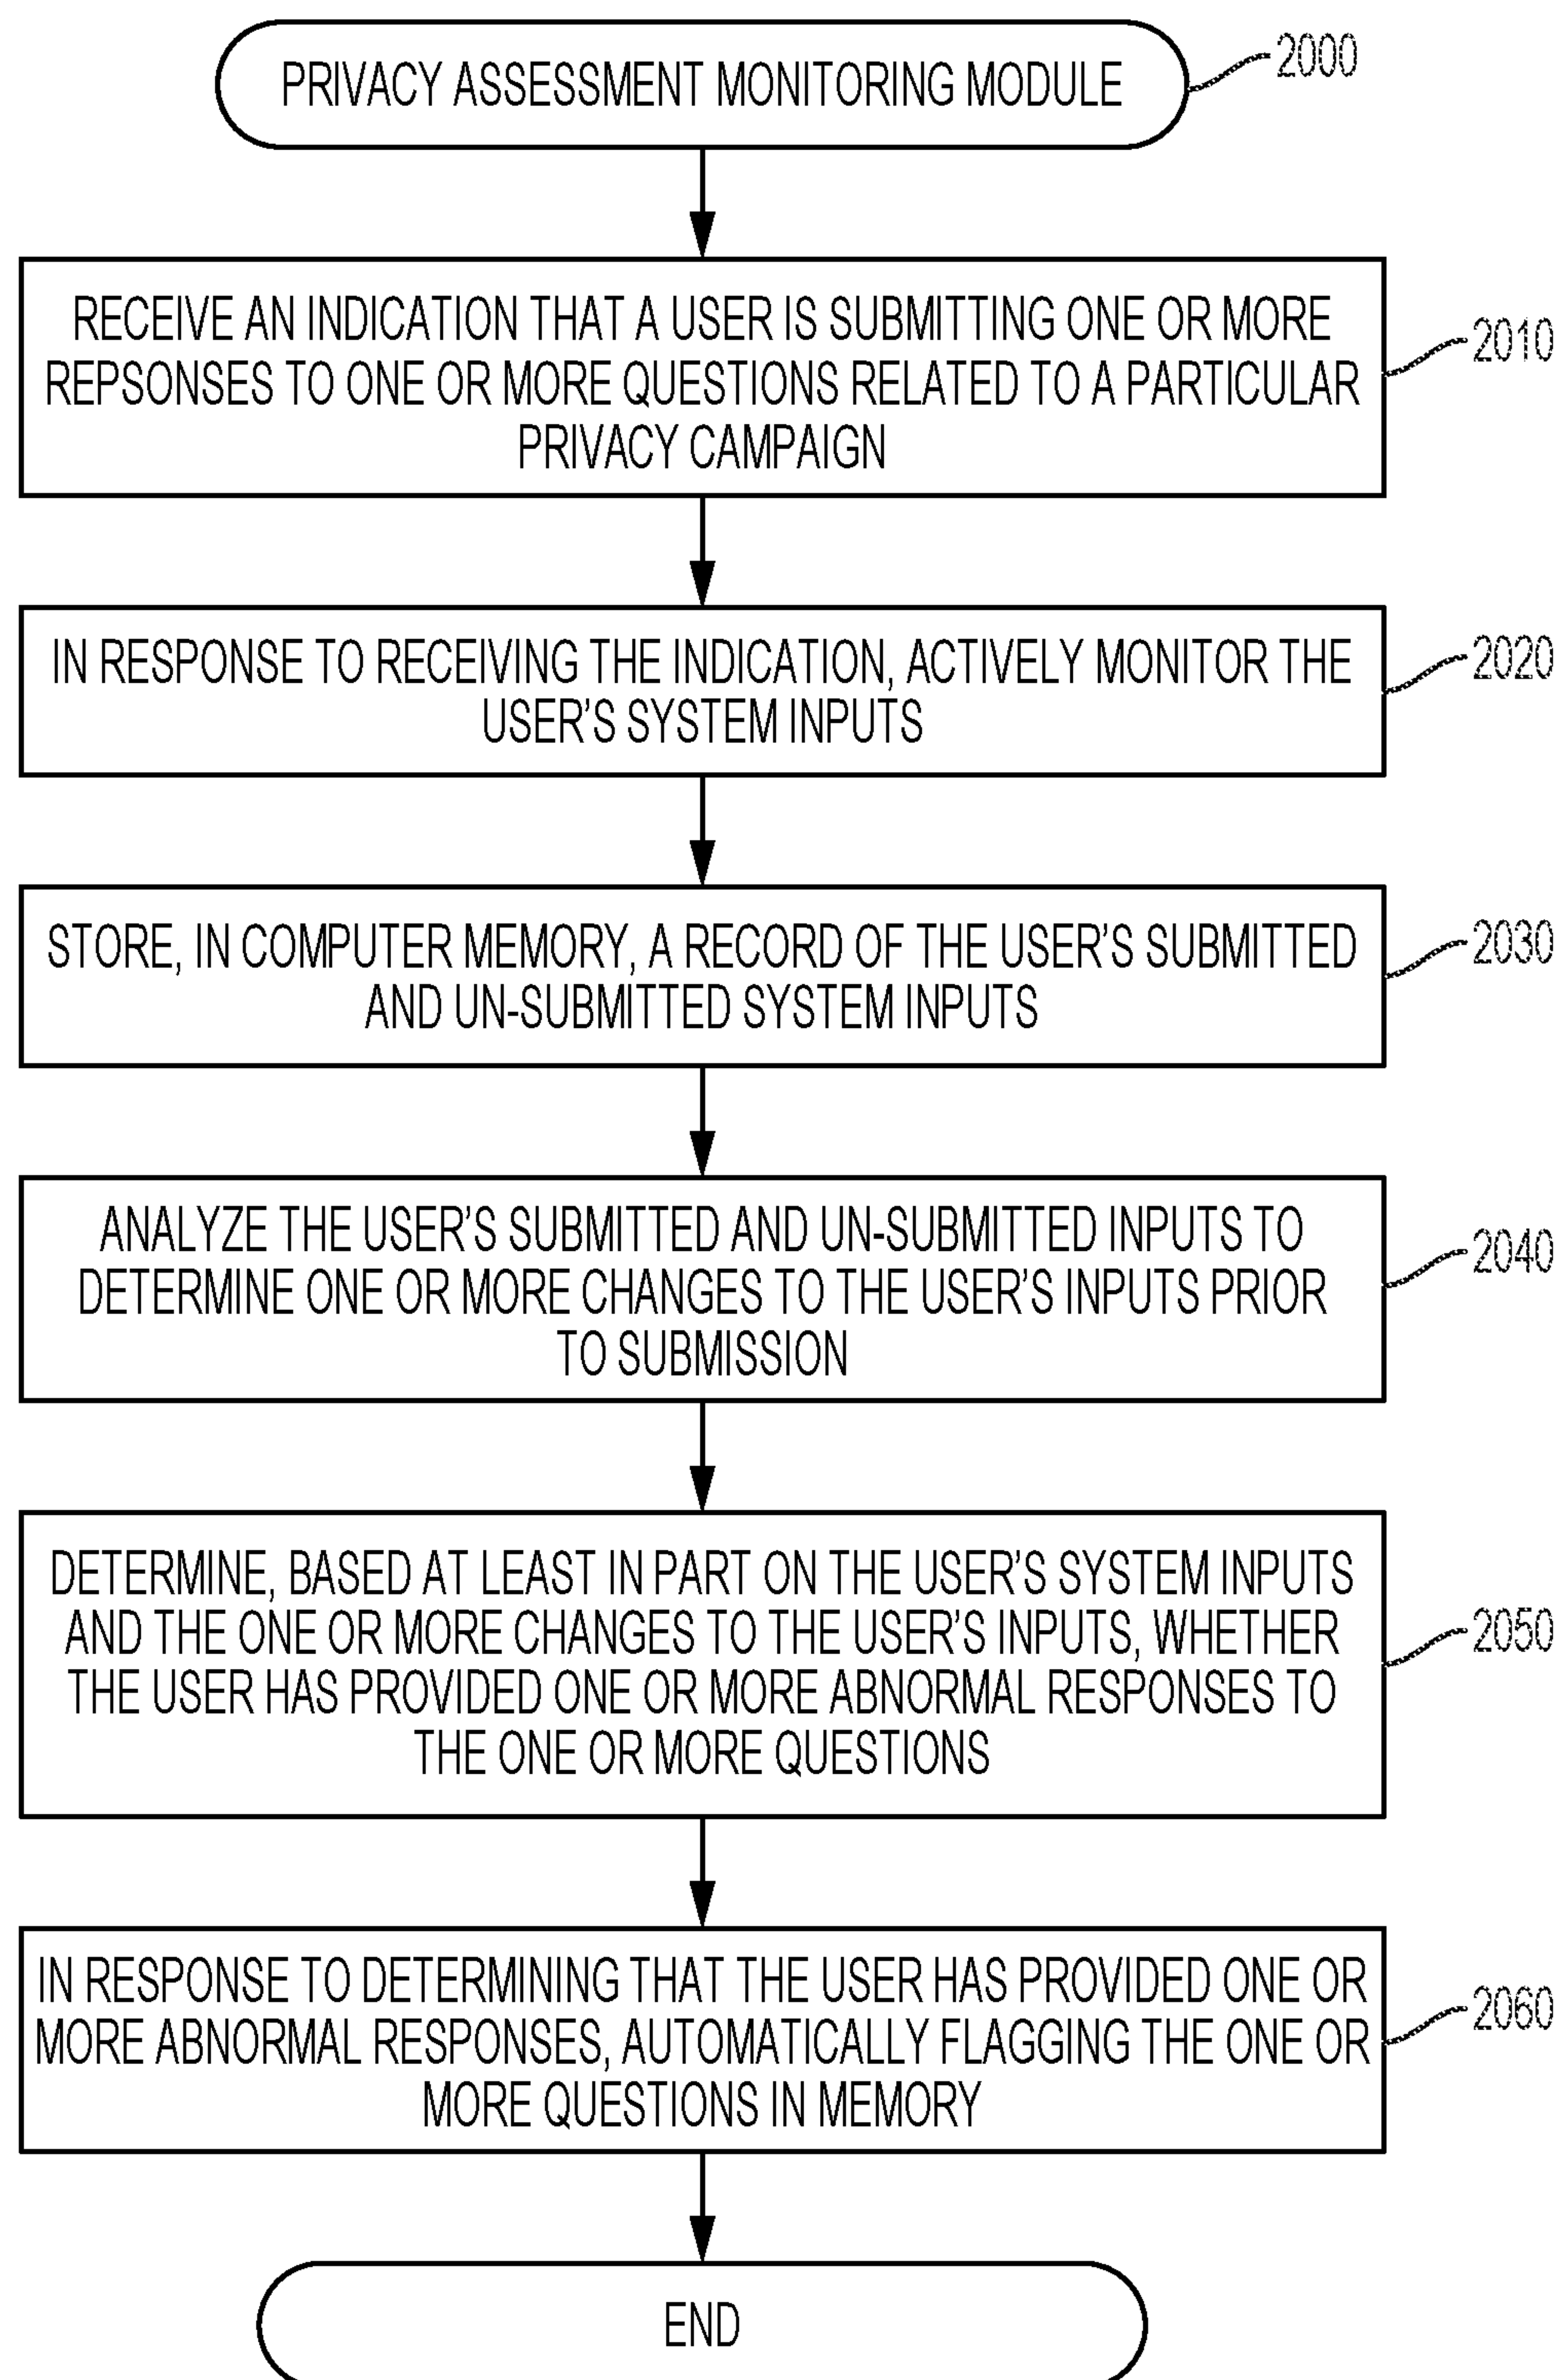 PRIVACY ASSESSMENT MONITORING MODULE
2000
RECEIVE AN INDICATION THAT A USER IS SUBMITTING ONE OR MORE
REPSONSES TO ONE OR MORE QUESTIONS RELATED TO A PARTICULAR
PRIVACY CAMPAIGN
2010
IN RESPONSE TO RECEIVING THE INDICATION, ACTIVELY MONITOR THE
USER’S SYSTEM INPUTS
2020
STORE, IN COMPUTER MEMORY, A RECORD OF THE USER’S SUBMITTED
AND UN-SUBMITTED SYSTEM INPUTS
2030
ANALYZE THE USER’S SUBMITTED AND UN-SUBMITTED INPUTS TO
DETERMINE ONE OR MORE CHANGES TO THE USER’S INPUTS PRIOR
TO SUBMISSION
2040
DETERMINE, BASED AT LEAST IN PART ON THE USER’S SYSTEM INPUTS
AND THE ONE OR MORE CHANGES TO THE USER’S INPUTS, WHETHER
THE USER HAS PROVIDED ONE OR MORE ABNORMAL RESPONSES TO
THE ONE OR MORE QUESTIONS
2050
IN RESPONSE TO DETERMINING THAT THE USER HAS PROVIDED ONE OR
MORE ABNORMAL RESPONSES, AUTOMATICALLY FLAGGING THE ONE OR
MORE QUESTIONS IN MEMORY
2060
END